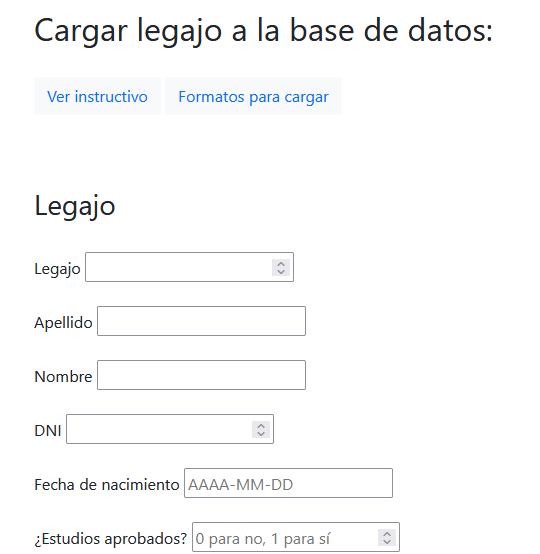 Cargar legajo a la base de datos:
Ver instructivo Formatos para cargar
Legajo
Legajo
Apellido
Nombre
DNI
Fecha de nacimiento AAAA-MM-DD
¿Estudios aprobados? 0 para no, 1 para sí